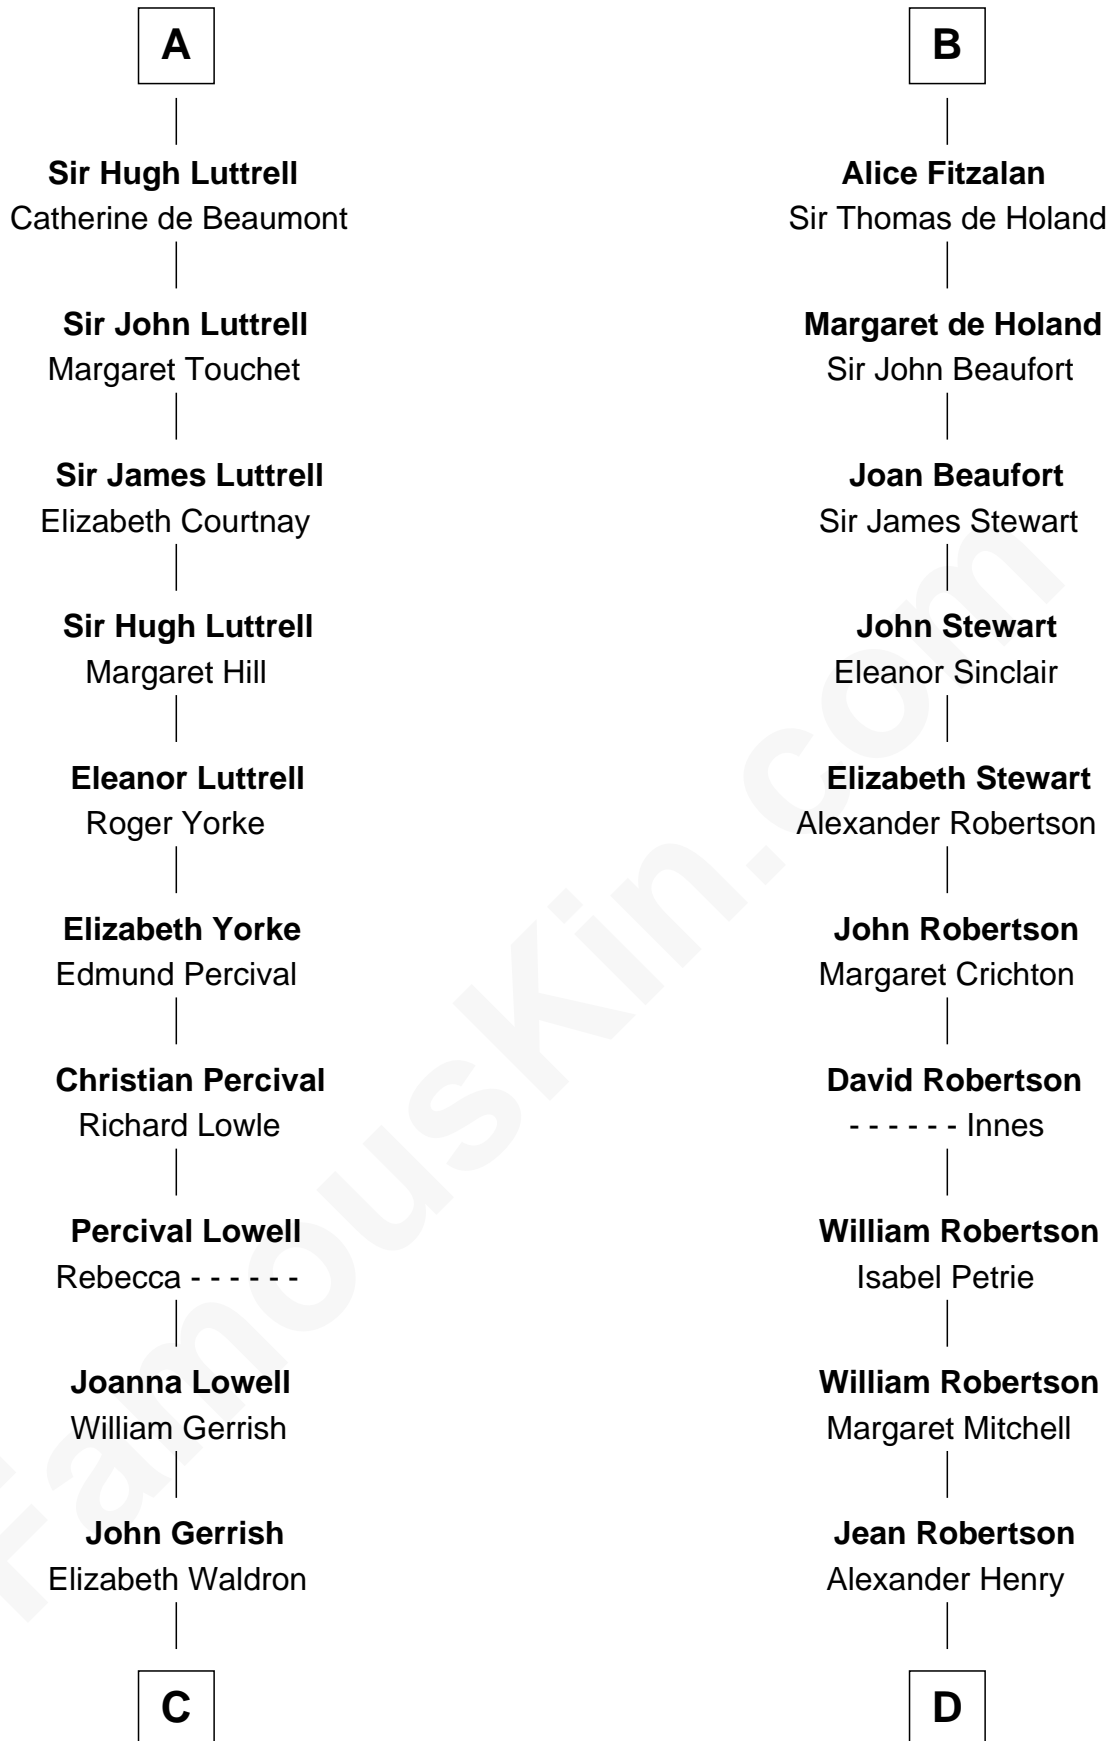 A
Sir Hugh Luttrell
Catherine de Beaumont
Sir John Luttrell
Margaret Touchet
Sir James Luttrell
Elizabeth Courtnay
Sir Hugh Luttrell
Margaret Hill
Eleanor Luttrell
Roger Yorke
Elizabeth Yorke
Edmund Percival
Christian Percival
Richard Lowle
Percival Lowell
Rebecca - - - - - -
Joanna Lowell
William Gerrish
John Gerrish
Elizabeth Waldron
C
B
Alice Fitzalan
Sir Thomas de Holand
Margaret de Holand
Sir John Beaufort
Joan Beaufort
Sir James Stewart
John Stewart
Eleanor Sinclair
Elizabeth Stewart
Alexander Robertson
John Robertson
Margaret Crichton
David Robertson
- - - - - - Innes
William Robertson
Isabel Petrie
William Robertson
Margaret Mitchell
Jean Robertson
Alexander Henry
D
FamousKin.com